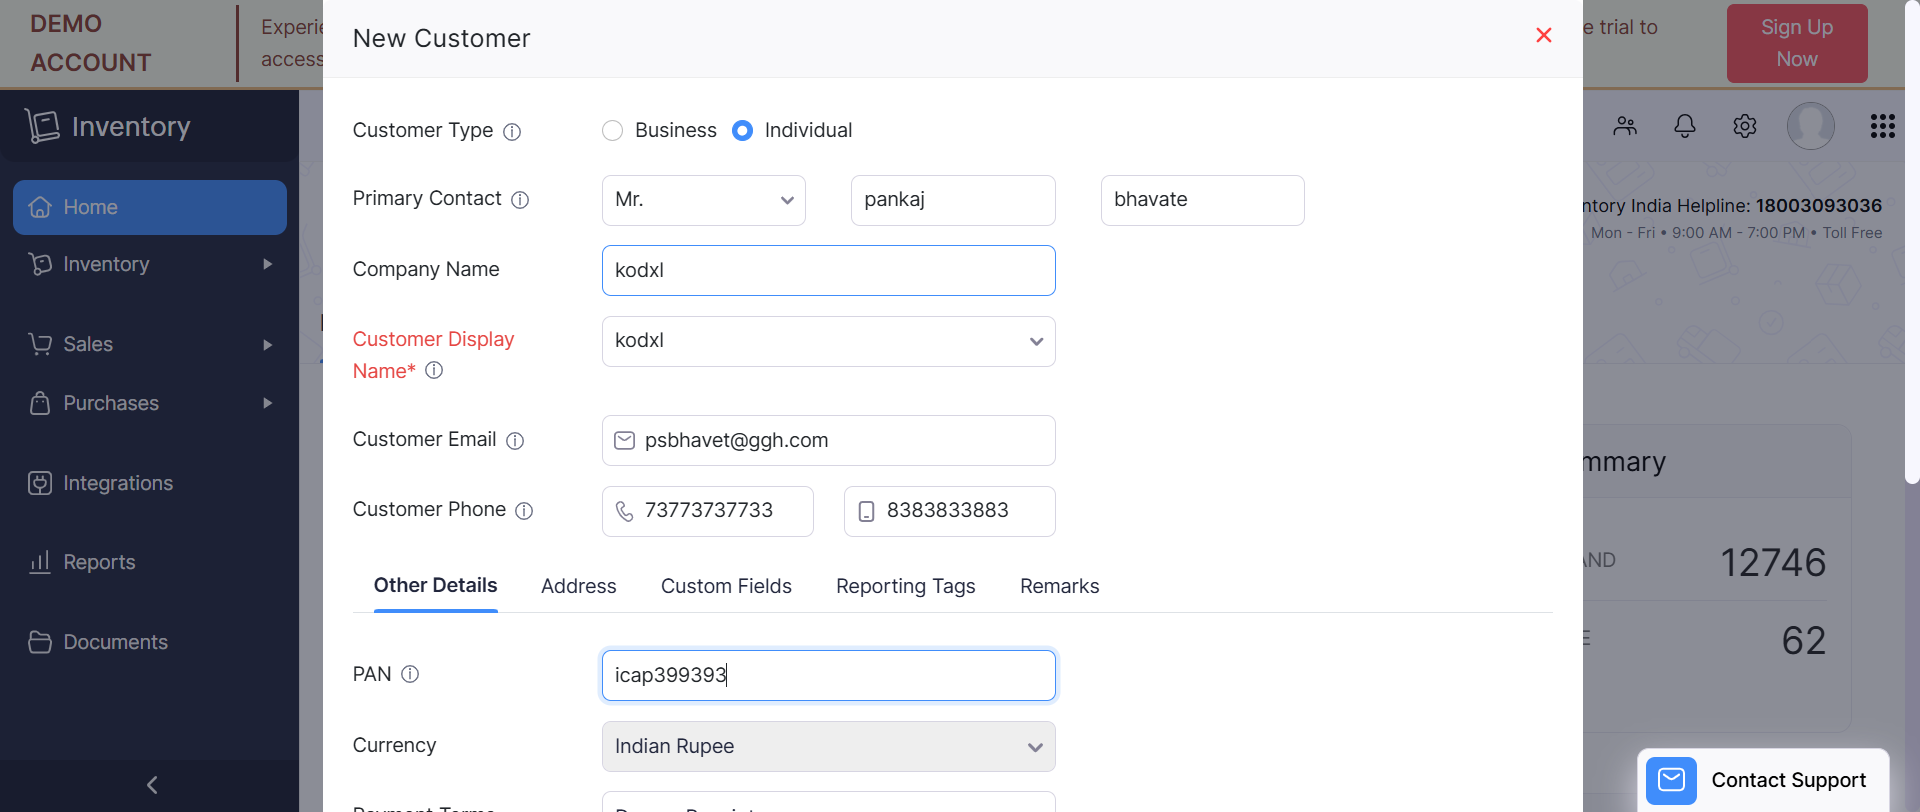 DEMO
ACCOUNT
Experie
access
e trial to
Sign Up
Now
New Customer
Inventory
Home
Inventory
Sales
Purchases
Integrations
Reports
Documents
Customer Type
Business
Individual
Primary Contact
Mr.
pankaj
bhavate
Company Name
kodxl
Customer Display
Name*
kodxl
Customer Email
psbhavet@ggh.com
Customer Phone
73773737733
8383833883
Other Details
Address
Custom Fields
Reporting Tags
Remarks
PAN
icap399393
Currency
Indian Rupee
ntory India Helpline: 18003093036
Mon - Fri • 9:00 AM - 7:00 PM • Toll Free
mmary
AND
12746
E
62
Contact Support